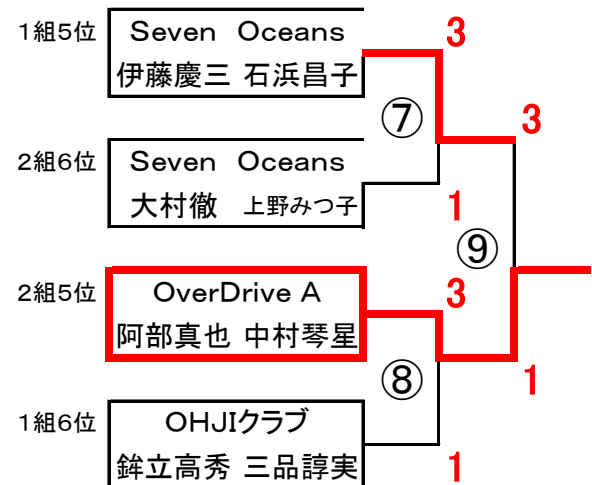 1組5位
Seven Oceans
伊藤慶三 石浜昌子
3
⑦
3
2組6位
Seven Oceans
大村徹 上野みつ子
1
⑨
2組5位
OverDrive A
阿部真也 中村琴星
3
⑧
1
1組6位
OHJIクラブ
鉾立高秀 三品諄実
1